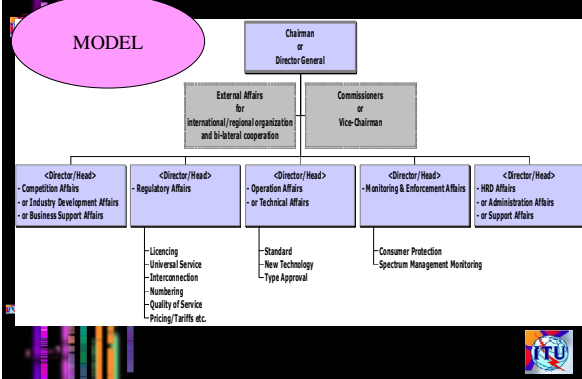 MODEL
Chairman
or
Director General
External Affairs
for
international/regional organization
and bi-lateral cooperation
Commissioners
or
Vice-Chairman
<Director/Head>
- Competition Affairs
- or Industry Development Affairs
- or Business Support Affairs
<Director/Head>
- Regulatory Affairs
<Director/Head>
- Operation Affairs
- or Technical Affairs
<Director/Head>
- Monitoring & Enforcement Affairs
<Director/Head>
- HRD Affairs
- or Administration Affairs
- or Support Affairs
Licencing
Universal Service
Interconnection
Numbering
Quality of Service
Pricing/Tariffs etc.
Standard
New Technology
Type Approval
Consumer Protection
Spectrum Management Monitoring
ITU